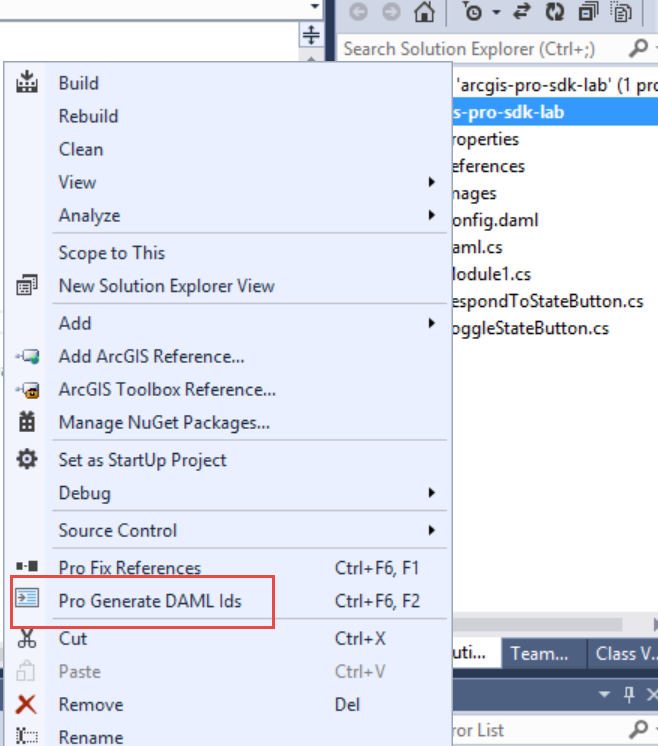 Search Solution Explorer (Ctrl+;)
'arcgis-pro-sdk-lab' (1 pro
s-pro-sdk-lab
roperties
eferences
mages
onfig.daml
aml.cs
Module1.cs
espondToStateButton.cs
oggleStateButton.cs
Build
Rebuild
Clean
View
Analyze
Scope to This
New Solution Explorer View
Add
Add ArcGIS Reference...
ArcGIS Toolbox Reference...
Manage NuGet Packages...
Set as StartUp Project
Debug
Source Control
Pro Fix References Ctrl+F6, F1
Pro Generate DAML Ids Ctrl+F6, F2
Cut Ctrl+X
Paste Ctrl+V
Remove Del
Rename
uti... Team... Class V..
ror List